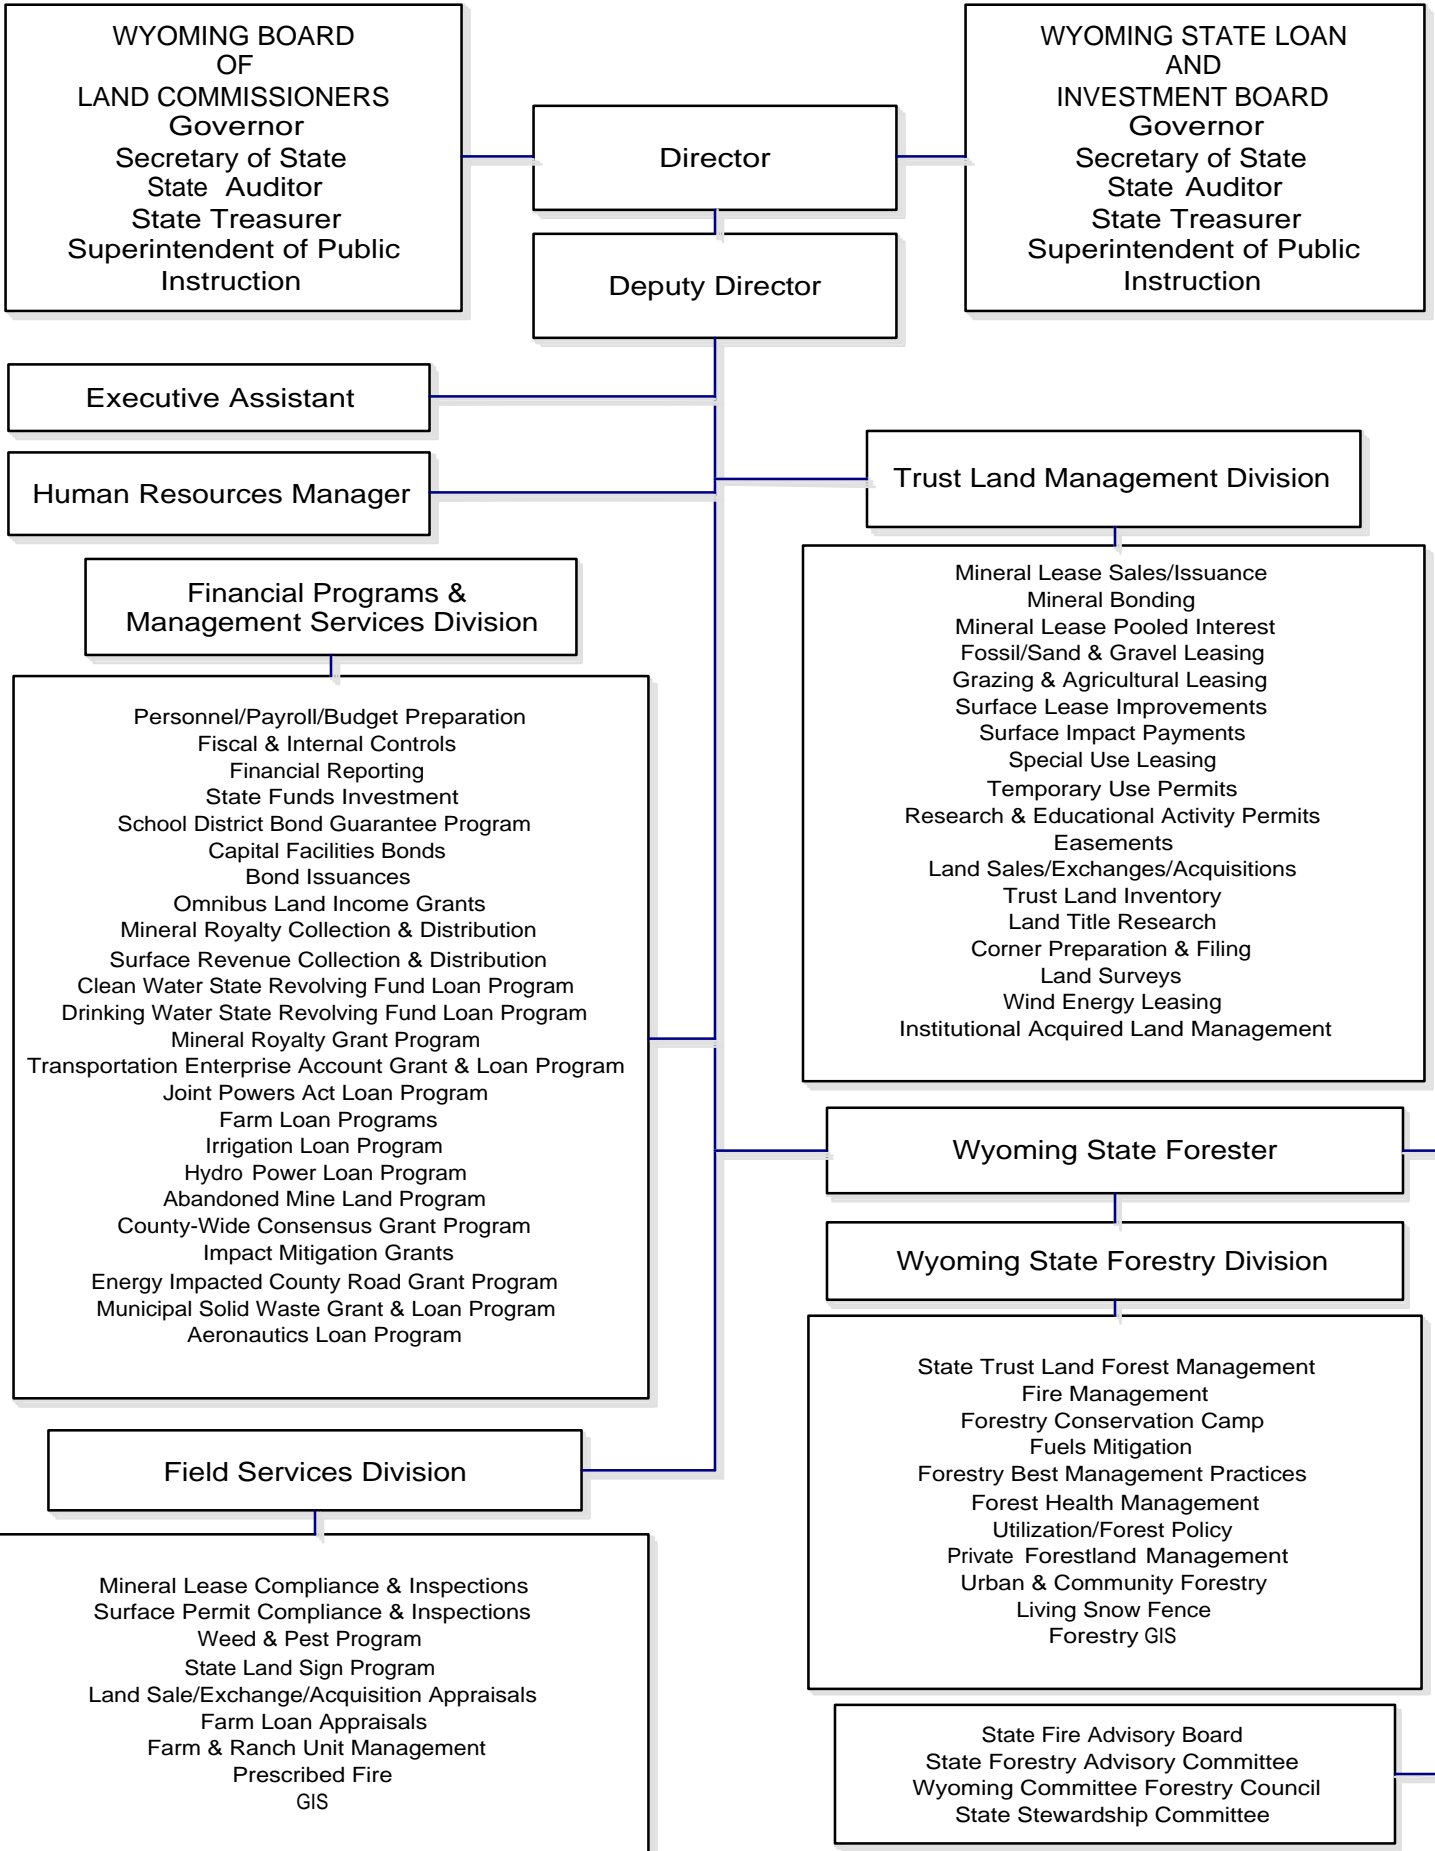 WYOMING BOARD
OF
LAND COMMISSIONERS
Governor
Secretary of State
State Auditor
State Treasurer
Superintendent of Public
Instruction
Director
WYOMING STATE LOAN
AND
INVESTMENT BOARD
Governor
Secretary of State
State Auditor
State Treasurer
Superintendent of Public
Instruction
Deputy Director
Executive Assistant
Human Resources Manager
Trust Land Management Division
Mineral Lease Sales/Issuance
Mineral Bonding
Mineral Lease Pooled Interest
Fossil/Sand & Gravel Leasing
Grazing & Agricultural Leasing
Surface Lease Improvements
Surface Impact Payments
Special Use Leasing
Temporary Use Permits
Research & Educational Activity Permits
Easements
Land Sales/Exchanges/Acquisitions
Trust Land Inventory
Land Title Research
Corner Preparation & Filing
Land Surveys
Wind Energy Leasing
Institutional Acquired Land Management
Financial Programs &
Management Services Division
Personnel/Payroll/Budget Preparation
Fiscal & Internal Controls
Financial Reporting
State Funds Investment
School District Bond Guarantee Program
Capital Facilities Bonds
Bond Issuances
Omnibus Land Income Grants
Mineral Royalty Collection & Distribution
Surface Revenue Collection & Distribution
Clean Water State Revolving Fund Loan Program
Drinking Water State Revolving Fund Loan Program
Mineral Royalty Grant Program
Transportation Enterprise Account Grant & Loan Program
Joint Powers Act Loan Program
Farm Loan Programs
Irrigation Loan Program
Hydro Power Loan Program
Abandoned Mine Land Program
County-Wide Consensus Grant Program
Impact Mitigation Grants
Energy Impacted County Road Grant Program
Municipal Solid Waste Grant & Loan Program
Aeronautics Loan Program
Wyoming State Forester
Wyoming State Forestry Division
State Trust Land Forest Management
Fire Management
Forestry Conservation Camp
Fuels Mitigation
Forestry Best Management Practices
Forest Health Management
Utilization/Forest Policy
Private Forestland Management
Urban & Community Forestry
Living Snow Fence
Forestry GIS
Field Services Division
Mineral Lease Compliance & Inspections
Surface Permit Compliance & Inspections
Weed & Pest Program
State Land Sign Program
Land Sale/Exchange/Acquisition Appraisals
Farm Loan Appraisals
Farm & Ranch Unit Management
Prescribed Fire
GIS
State Fire Advisory Board
State Forestry Advisory Committee
Wyoming Committee Forestry Council
State Stewardship Committee